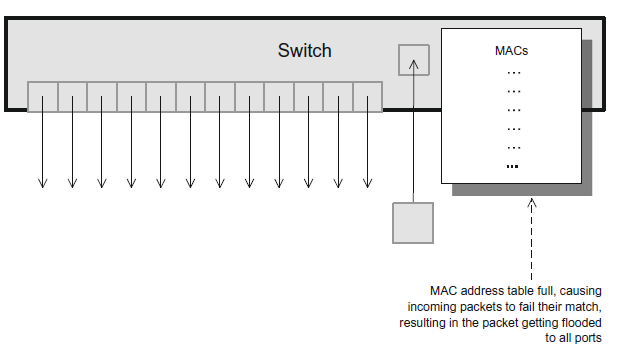 Switch
MACs
...
...
...
...
...
...
MAC address table full, causing
incoming packets to fail their match,
resulting in the packet getting flooded
to all ports